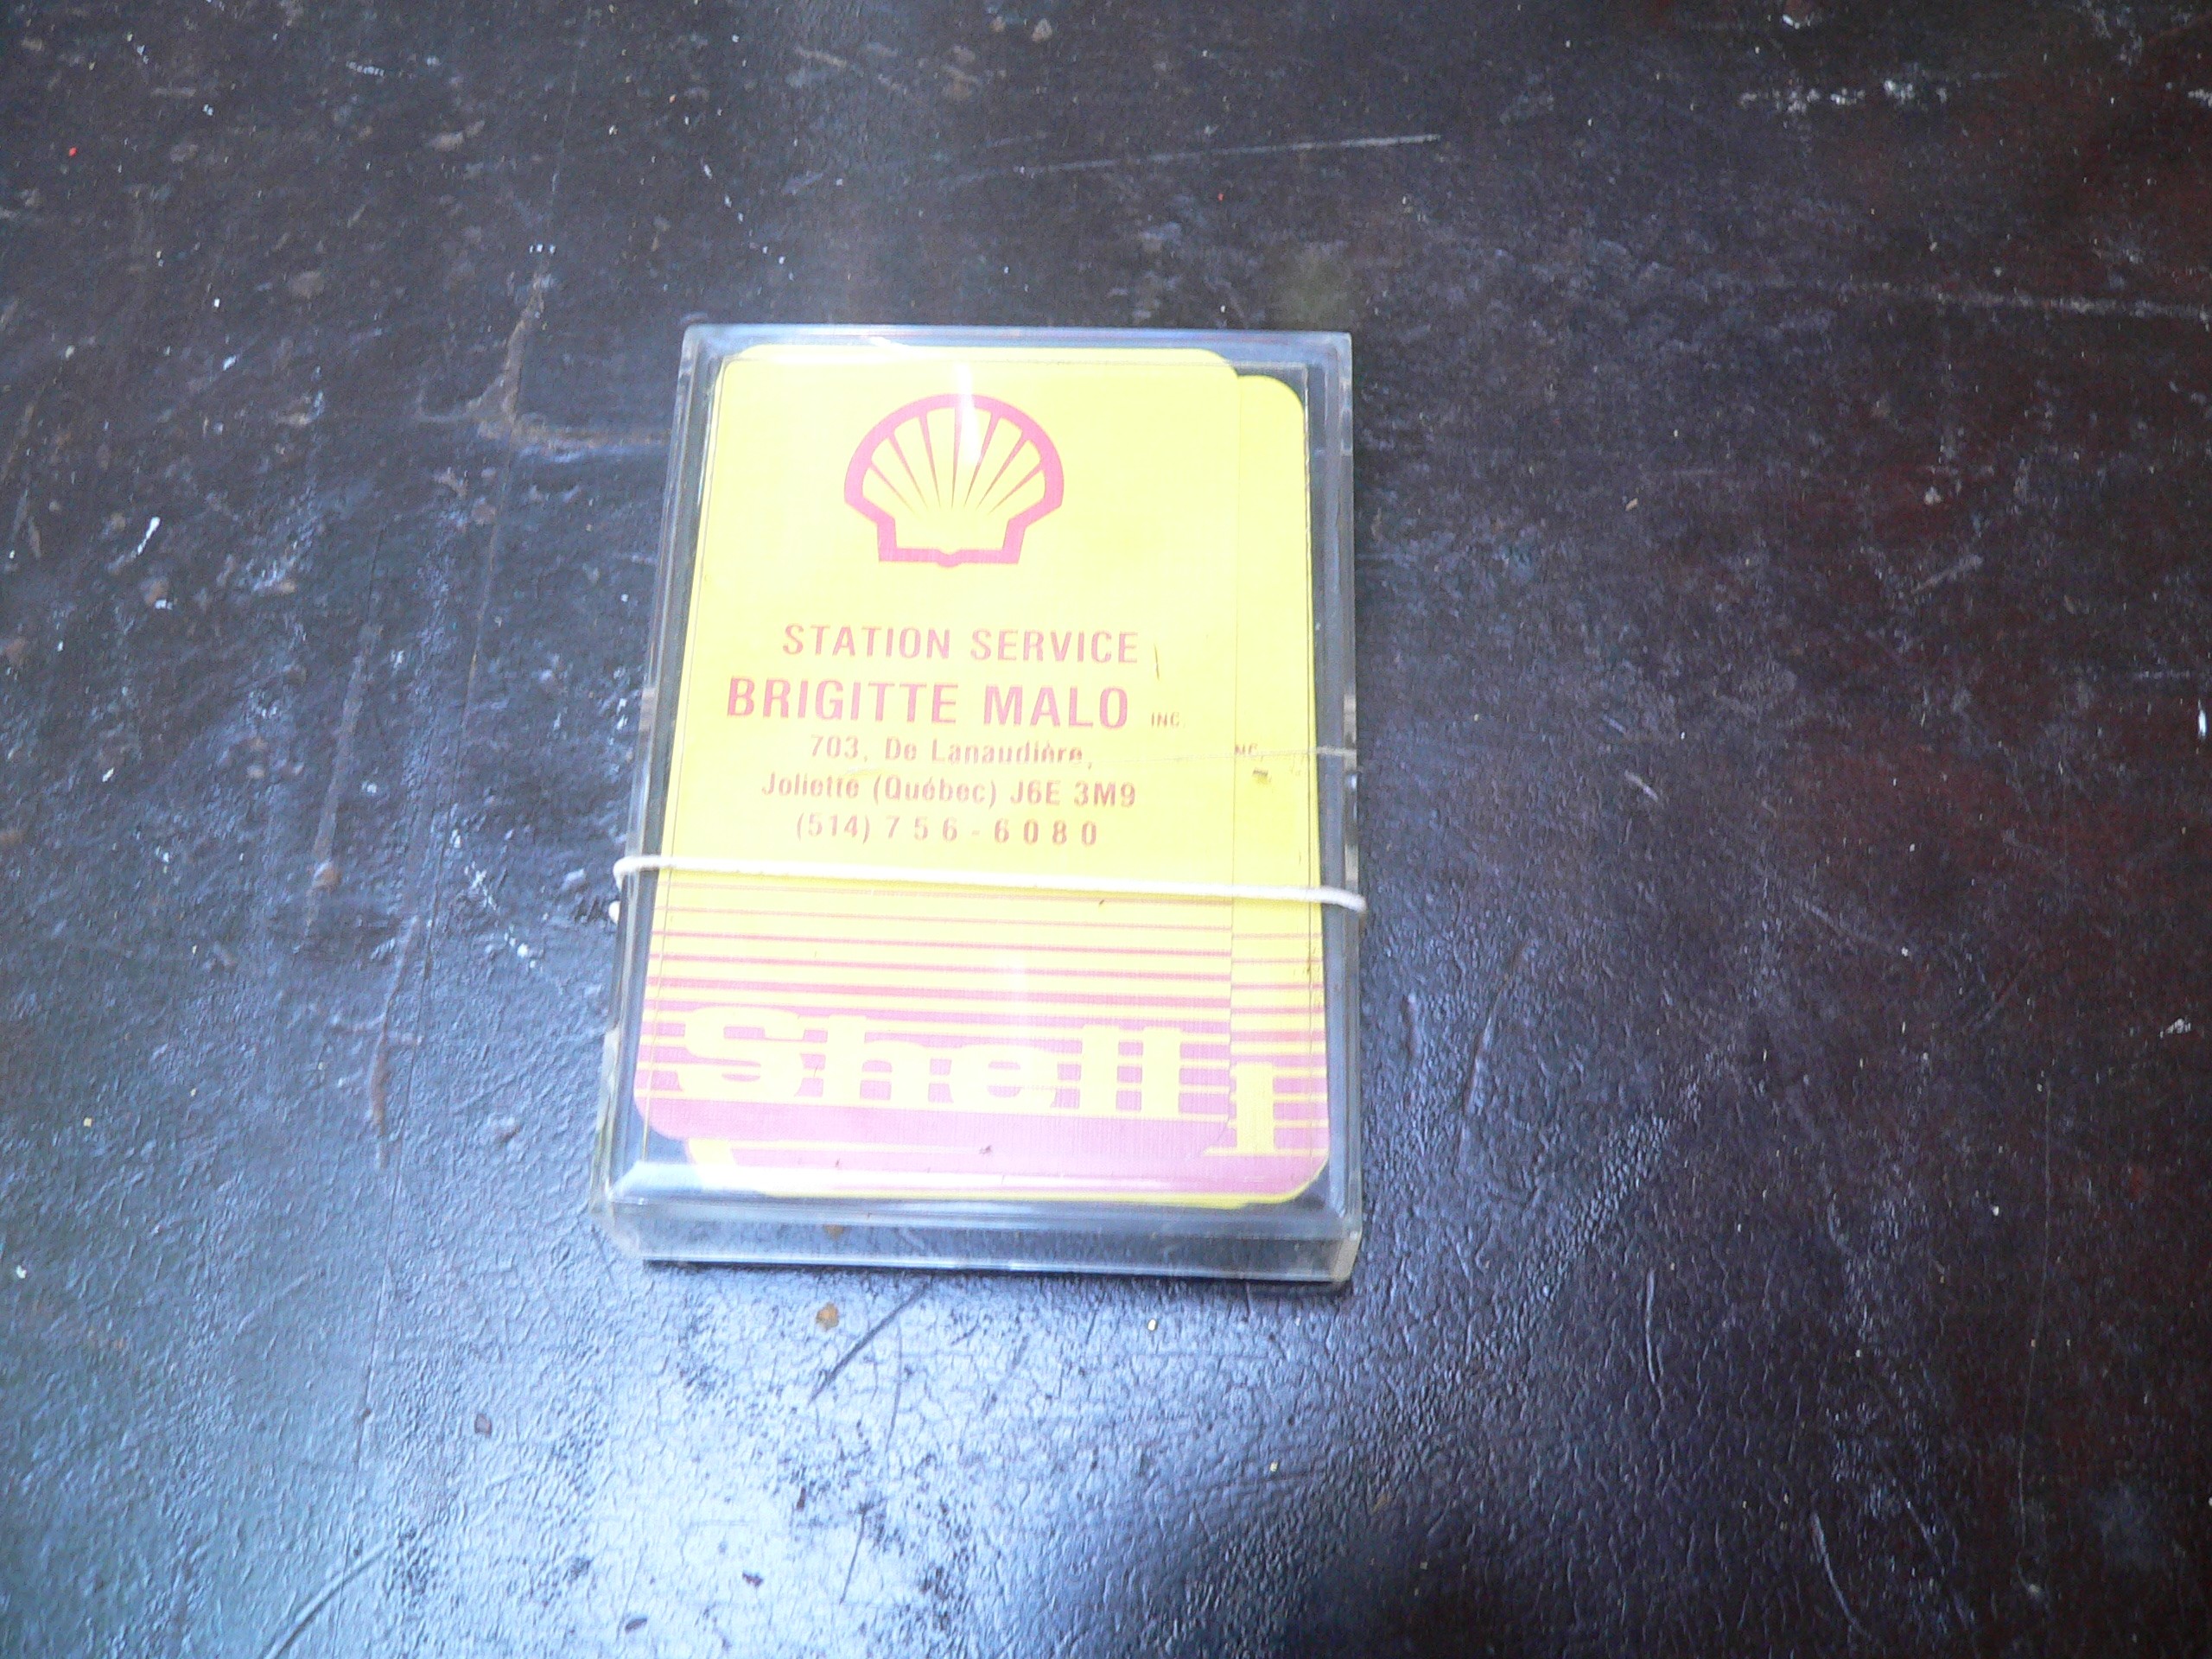 STATION SERVICE
BRIGITTE MALO INC.
703, De Lanaudière,
Joliette (Québec) J6E 3M9
(514) 756-6080
Shell